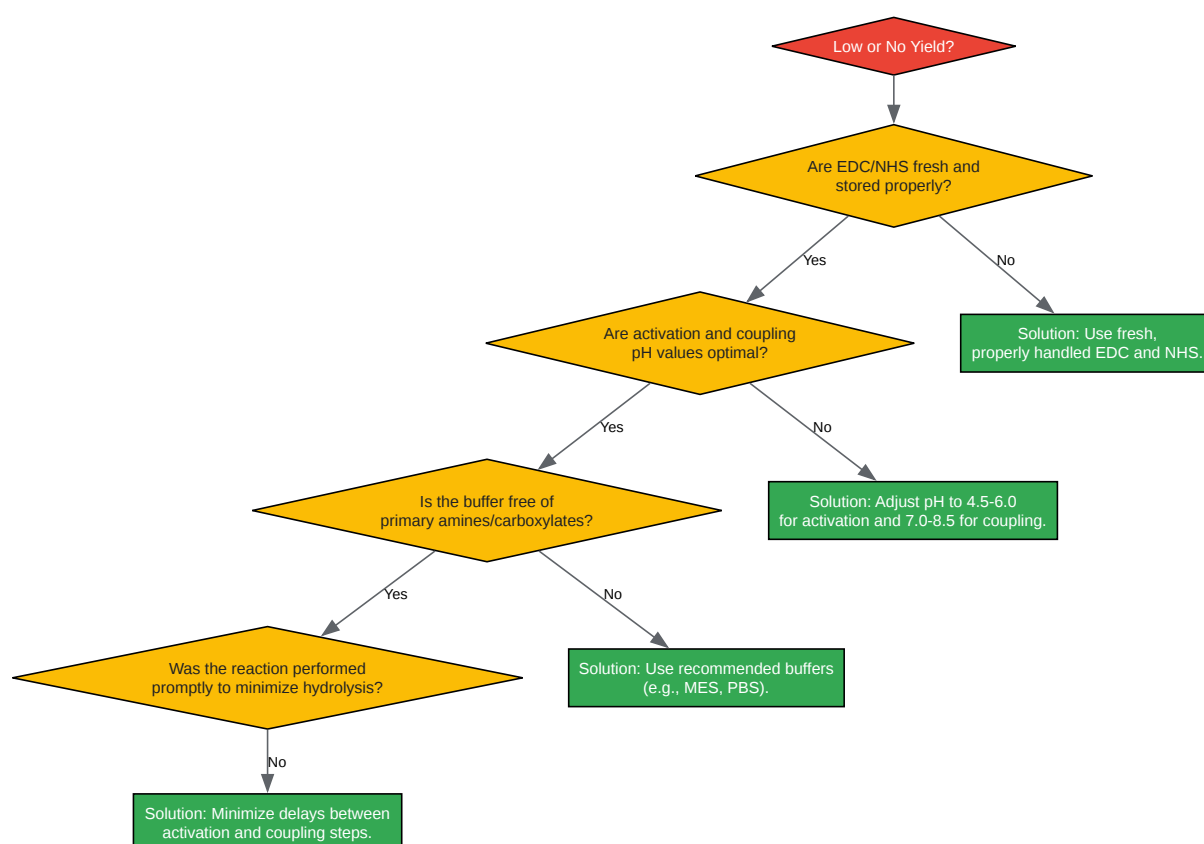 Low or No Yield?
Are EDC/NHS fresh and
stored properly?
Yes
No
Are activation and coupling
pH values optimal?
Solution: Use fresh,
properly handled EDC and NHS.
Yes
No
Is the buffer free of
primary amines/carboxylates?
Solution: Adjust pH to 4.5-6.0
for activation and 7.0-8.5 for coupling.
Yes
No
Was the reaction performed
promptly to minimize hydrolysis?
Solution: Use recommended buffers
(e.g., MES, PBS).
No
Solution: Minimize delays between
activation and coupling steps.